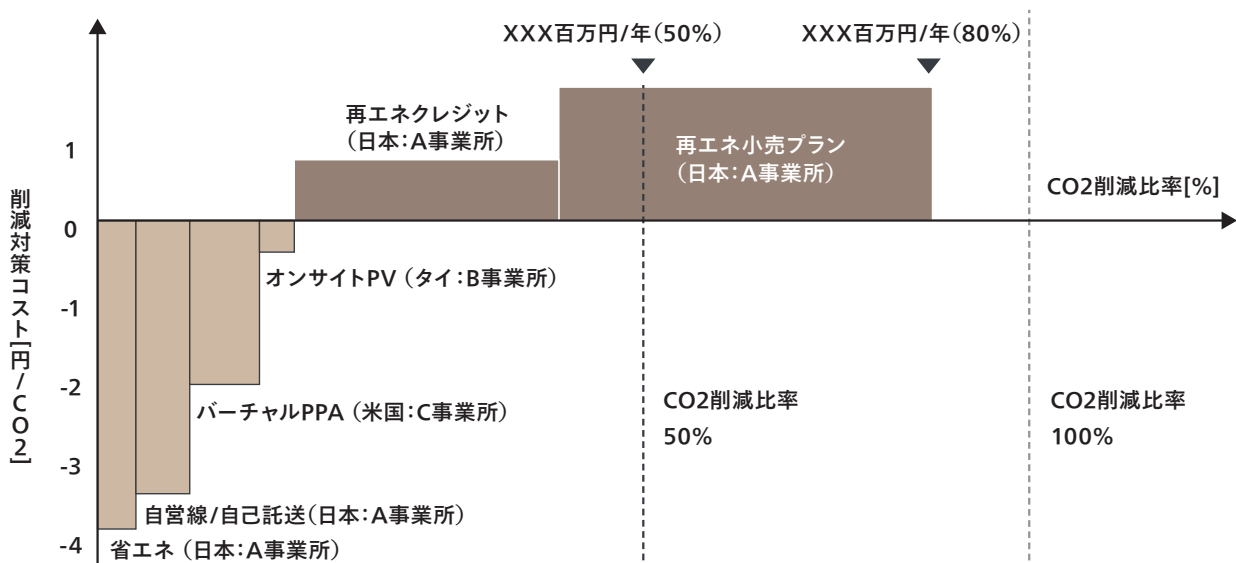 XXX百万円/年（50%）
XXX百万円/年（80%）
再エネクレジット
（日本：A事業所）
再エネ小売プラン
（日本：A事業所）
CO2削減比率[%]
削減対策コスト[円/CO2]
1
0
-1
-2
-3
-4
オンサイトPV （タイ：B事業所）
バーチャルPPA （米国：C事業所）
自営線/自己託送（日本：A事業所）
省エネ （日本：A事業所）
CO2削減比率
50%
CO2削減比率
100%